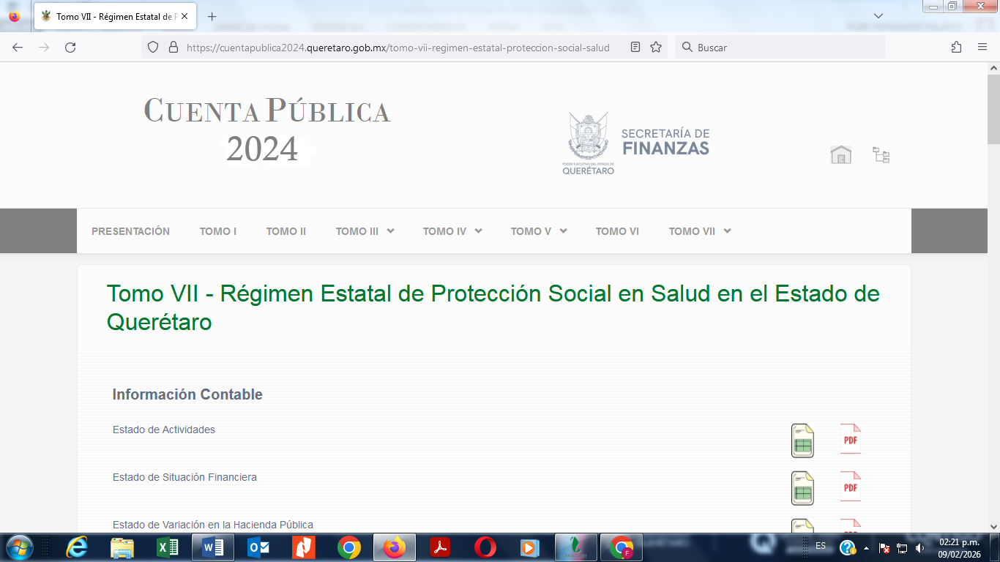 Tomo VII - Régimen Estatal de P
https://cuentapublica2024.queretaro.gob.mx/tomo-vii-regimen-estatal-proteccion-social-salud
Buscar
CUENTA PÚBLICA
2024
PODER EJECUTIVO DEL ESTADO DE
QUERÉTARO
SECRETARÍA DE
FINANZAS
PRESENTACIÓN TOMO I TOMO II TOMO III TOMO IV TOMO V TOMO VI TOMO VII
Tomo VII - Régimen Estatal de Protección Social en Salud en el Estado de
Querétaro
Información Contable
Estado de Actividades
PDF
Estado de Situación Financiera
PDF
Estado de Variación en la Hacienda Pública
ES
02:21 p.m.
09/02/2026